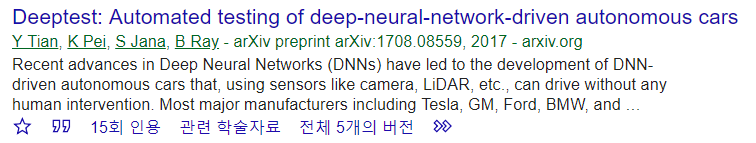 Deeptest: Automated testing of deep-neural-network-driven autonomous cars
Y Tian, K Pei, S Jana, B Ray - arXiv preprint arXiv:1708.08559, 2017 - arxiv.org
Recent advances in Deep Neural Networks (DNNs) have led to the development of DNN-
driven autonomous cars that, using sensors like camera, LiDAR, etc., can drive without any
human intervention. Most major manufacturers including Tesla, GM, Ford, BMW, and …
15회 인용 관련 학술자료 전체 5개의 버전